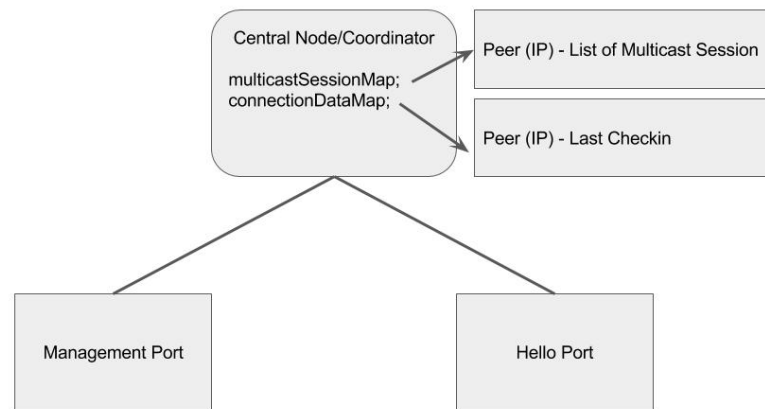 Central Node/Coordinator
multicastSessionMap;
connectionDataMap;
Peer (IP) - List of Multicast Session
Peer (IP) - Last Checkin
Management Port
Hello Port